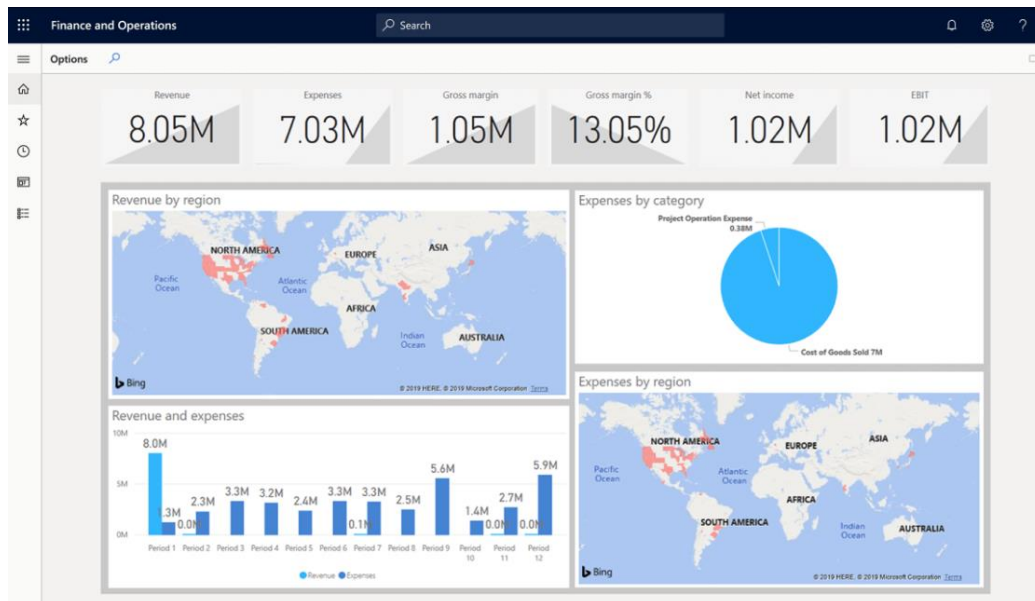 Finance and Operations
Search
?
Options
Revenue
8.05M
Expenses
7.03M
Gross margin
1.05M
Gross margin %
13.05%
Net income
1.02M
EBIT
1.02M
Revenue by region
NORTH AMERICA
EUROPE
ASIA
Pacific
Ocean
Atlantic
Ocean
AFRICA
SOUTH AMERICA
Indian
Ocean
AUSTRALIA
Bing
© 2019 HERE, © 2019 Microsoft Corporation Terms
Expenses by category
Project Operation Expense
0.38M
Cost of Goods Sold 7M
Revenue and expenses
10M
5M
0M
8.0M
1.3M
0.0M
2.3M
3.3M
3.2M
2.4M
3.3M
0.1M
3.3M
2.5M
5.6M
1.4M
0.0M
2.7M
0.0M
5.9M
Period 1 Period 2 Period 3 Period 4 Period 5 Period 6 Period 7 Period 8 Period 9 Period 10 Period 11 Period 12
Revenue Expenses
Expenses by region
NORTH AMERICA
EUROPE
ASIA
Pacific
Ocean
Atlantic
Ocean
AFRICA
SOUTH AMERICA
Indian
Ocean
AUSTRALIA
Bing
© 2019 HERE, © 2019 Microsoft Corporation Terms